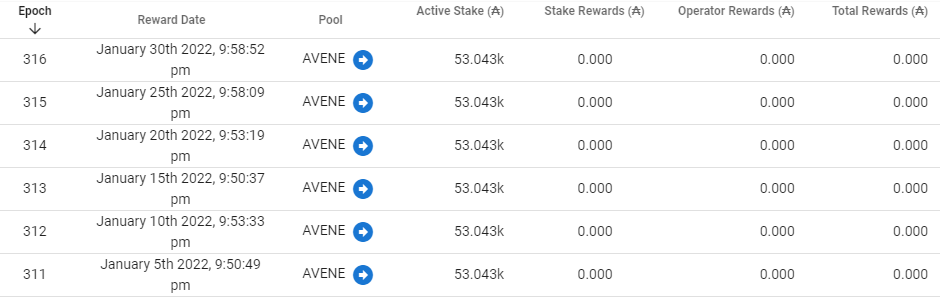 Epoch Reward Date Pool Active Stake (₳) Stake Rewards (₳) Operator Rewards (₳) Total Rewards (₳)
316 January 30th 2022, 9:58:52 pm AVENE 53.043k 0.000 0.000 0.000
315 January 25th 2022, 9:58:09 pm AVENE 53.043k 0.000 0.000 0.000
314 January 20th 2022, 9:53:19 pm AVENE 53.043k 0.000 0.000 0.000
313 January 15th 2022, 9:50:37 pm AVENE 53.043k 0.000 0.000 0.000
312 January 10th 2022, 9:53:33 pm AVENE 53.043k 0.000 0.000 0.000
311 January 5th 2022, 9:50:49 pm AVENE 53.043k 0.000 0.000 0.000